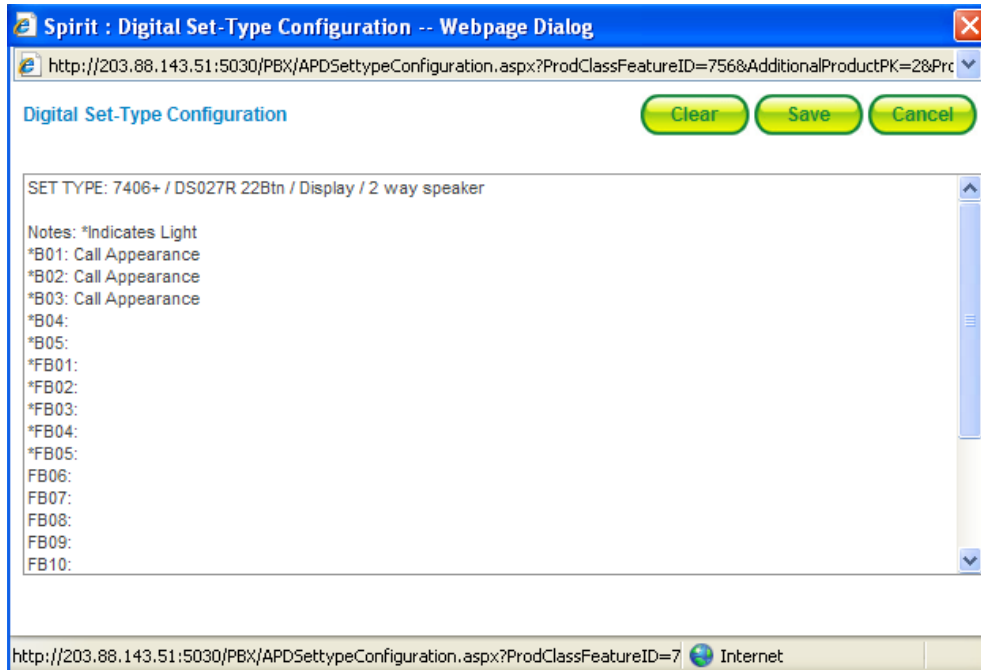 Spirit : Digital Set-Type Configuration -- Webpage Dialog
http://203.88.143.51:5030/PBX/APDSettypeConfiguration.aspx?ProdClassFeatureID=756&AdditionalProductPK=2&Prc
Digital Set-Type Configuration
Clear Save Cancel
SET TYPE: 7406+ / DS027R 22Btn / Display / 2 way speaker
Notes: *Indicates Light
*B01: Call Appearance
*B02: Call Appearance
*B03: Call Appearance
*B04:
*B05:
*FB01:
*FB02:
*FB03:
*FB04:
*FB05:
FB06:
FB07:
FB08:
FB09:
FB10:
http://203.88.143.51:5030/PBX/APDSettypeConfiguration.aspx?ProdClassFeatureID=7 Internet